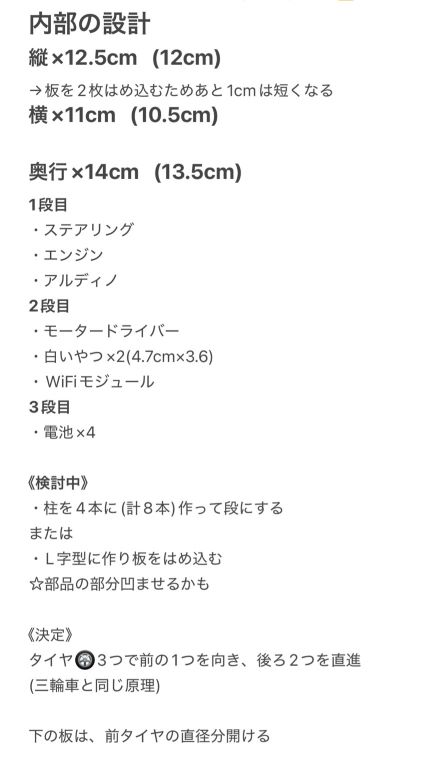 内部の設計
縦×12.5cm (12cm)
→板を2枚はめ込むためあと1cmは短くなる
横×11cm (10.5cm)
奥行×14cm (13.5cm)
1段目
・ステアリング
・エンジン
・アルディノ
2段目
・モータードライバー
・白いやつ×2(4.7cm×3.6)
・WiFiモジュール
3段目
・電池×4
《検討中》
・柱を4本に(計8本)作って段にする
または
・L字型に作り板をはめ込む
☆部品の部分凹ませるかも
《決定》
タイヤ🛞3つで前の1つを向き、後ろ2つを直進
(三輪車と同じ原理)
下の板は、前タイヤの直径分開ける